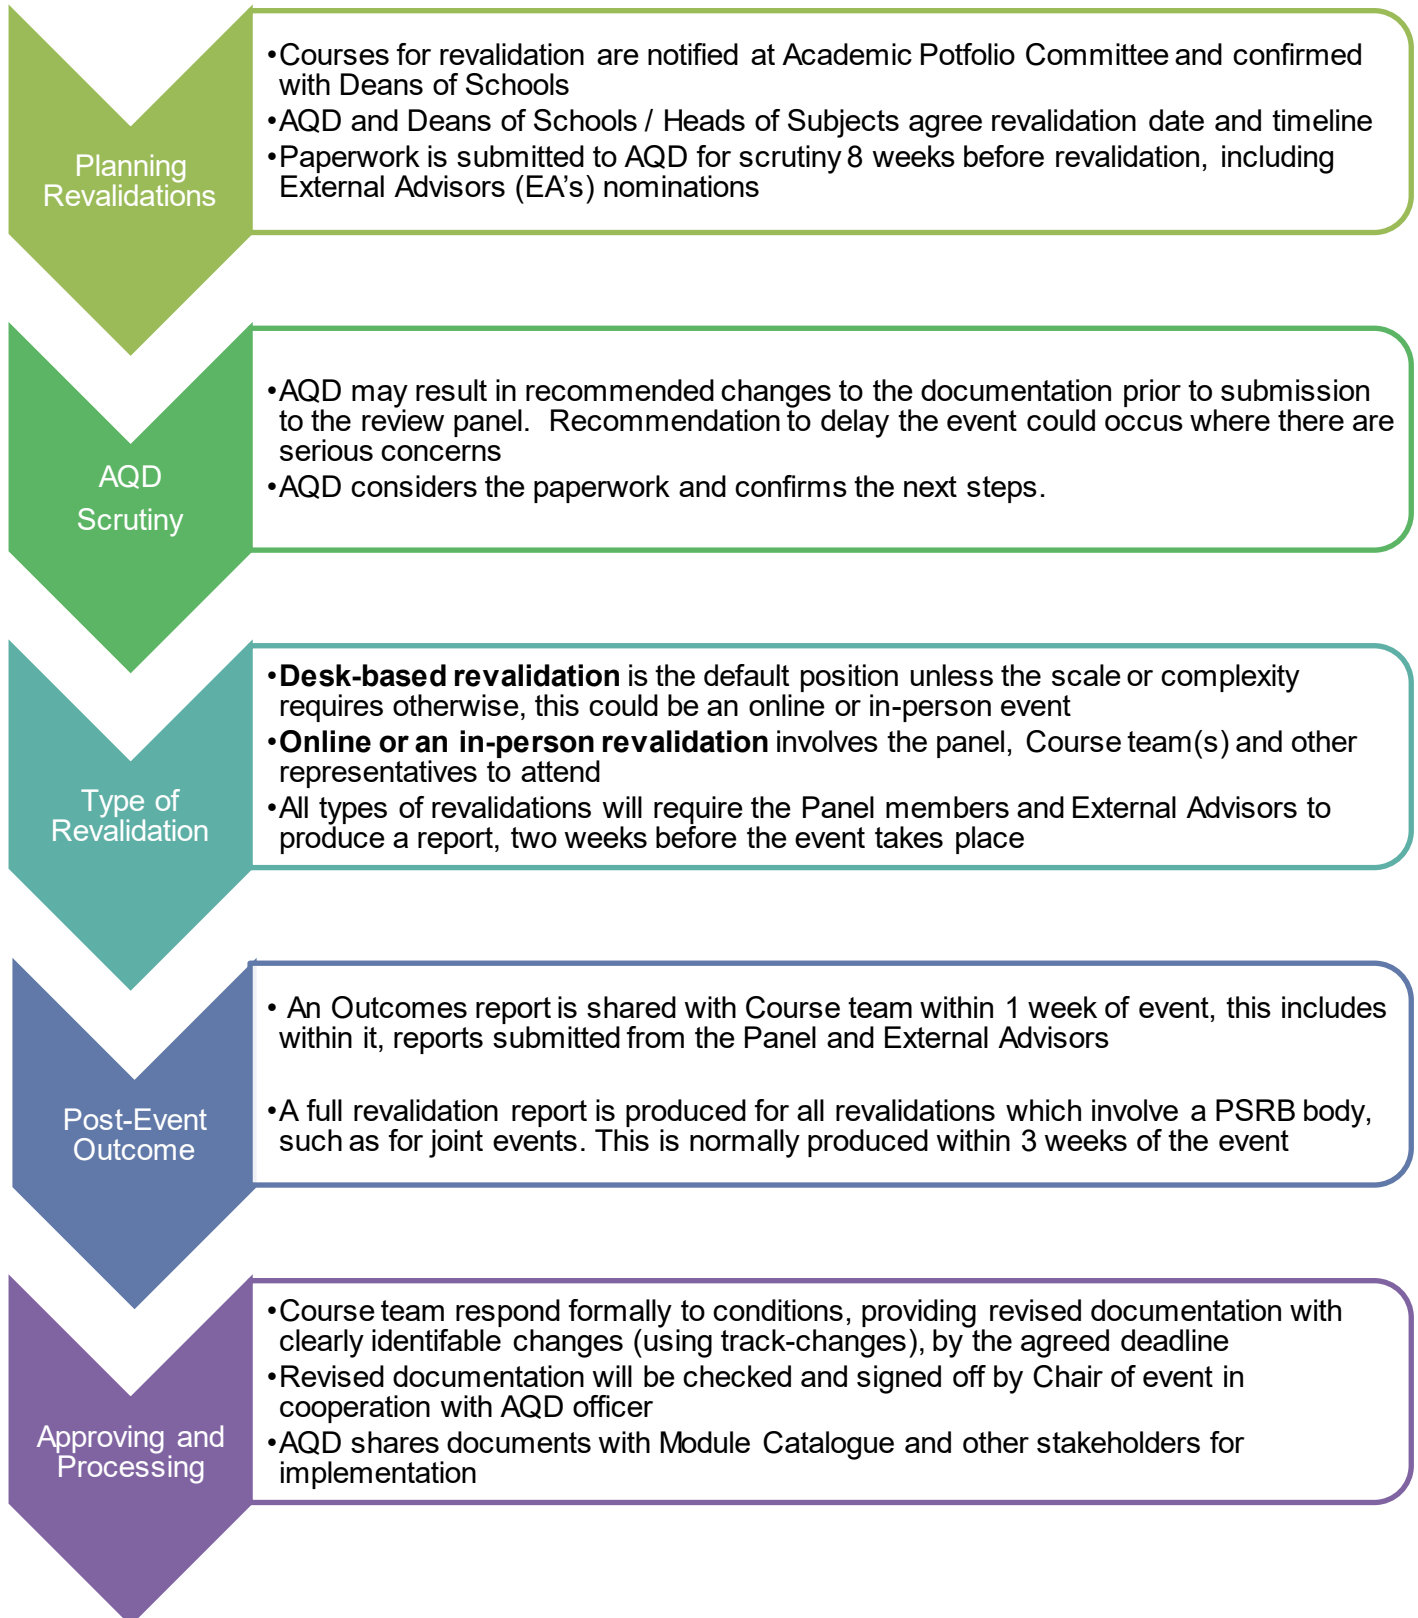 Planning
Revalidations
•Courses for revalidation are notified at Academic Potfolio Committee and confirmed
with Deans of Schools
•AQD and Deans of Schools / Heads of Subjects agree revalidation date and timeline
•Paperwork is submitted to AQD for scrutiny 8 weeks before revalidation, including
External Advisors (EA's) nominations
AQD
Scrutiny
•AQD may result in recommended changes to the documentation prior to submission
to the review panel.  Recommendation to delay the event could occus where there are
serious concerns
•AQD considers the paperwork and confirms the next steps.
Type of
Revalidation
•Desk-based revalidation is the default position unless the scale or complexity
requires otherwise, this could be an online or in-person event
•Online or an in-person revalidation involves the panel, Course team(s) and other
representatives to attend
•All types of revalidations will require the Panel members and External Advisors to
produce a report, two weeks before the event takes place
Post-Event
Outcome
• An Outcomes report is shared with Course team within 1 week of event, this includes
within it, reports submitted from the Panel and External Advisors
•A full revalidation report is produced for all revalidations which involve a PSRB body,
such as for joint events. This is normally produced within 3 weeks of the event
Approving and
Processing
•Course team respond formally to conditions, providing revised documentation with
clearly identifable changes (using track-changes), by the agreed deadline
•Revised documentation will be checked and signed off by Chair of event in
cooperation with AQD officer
•AQD shares documents with Module Catalogue and other stakeholders for
implementation